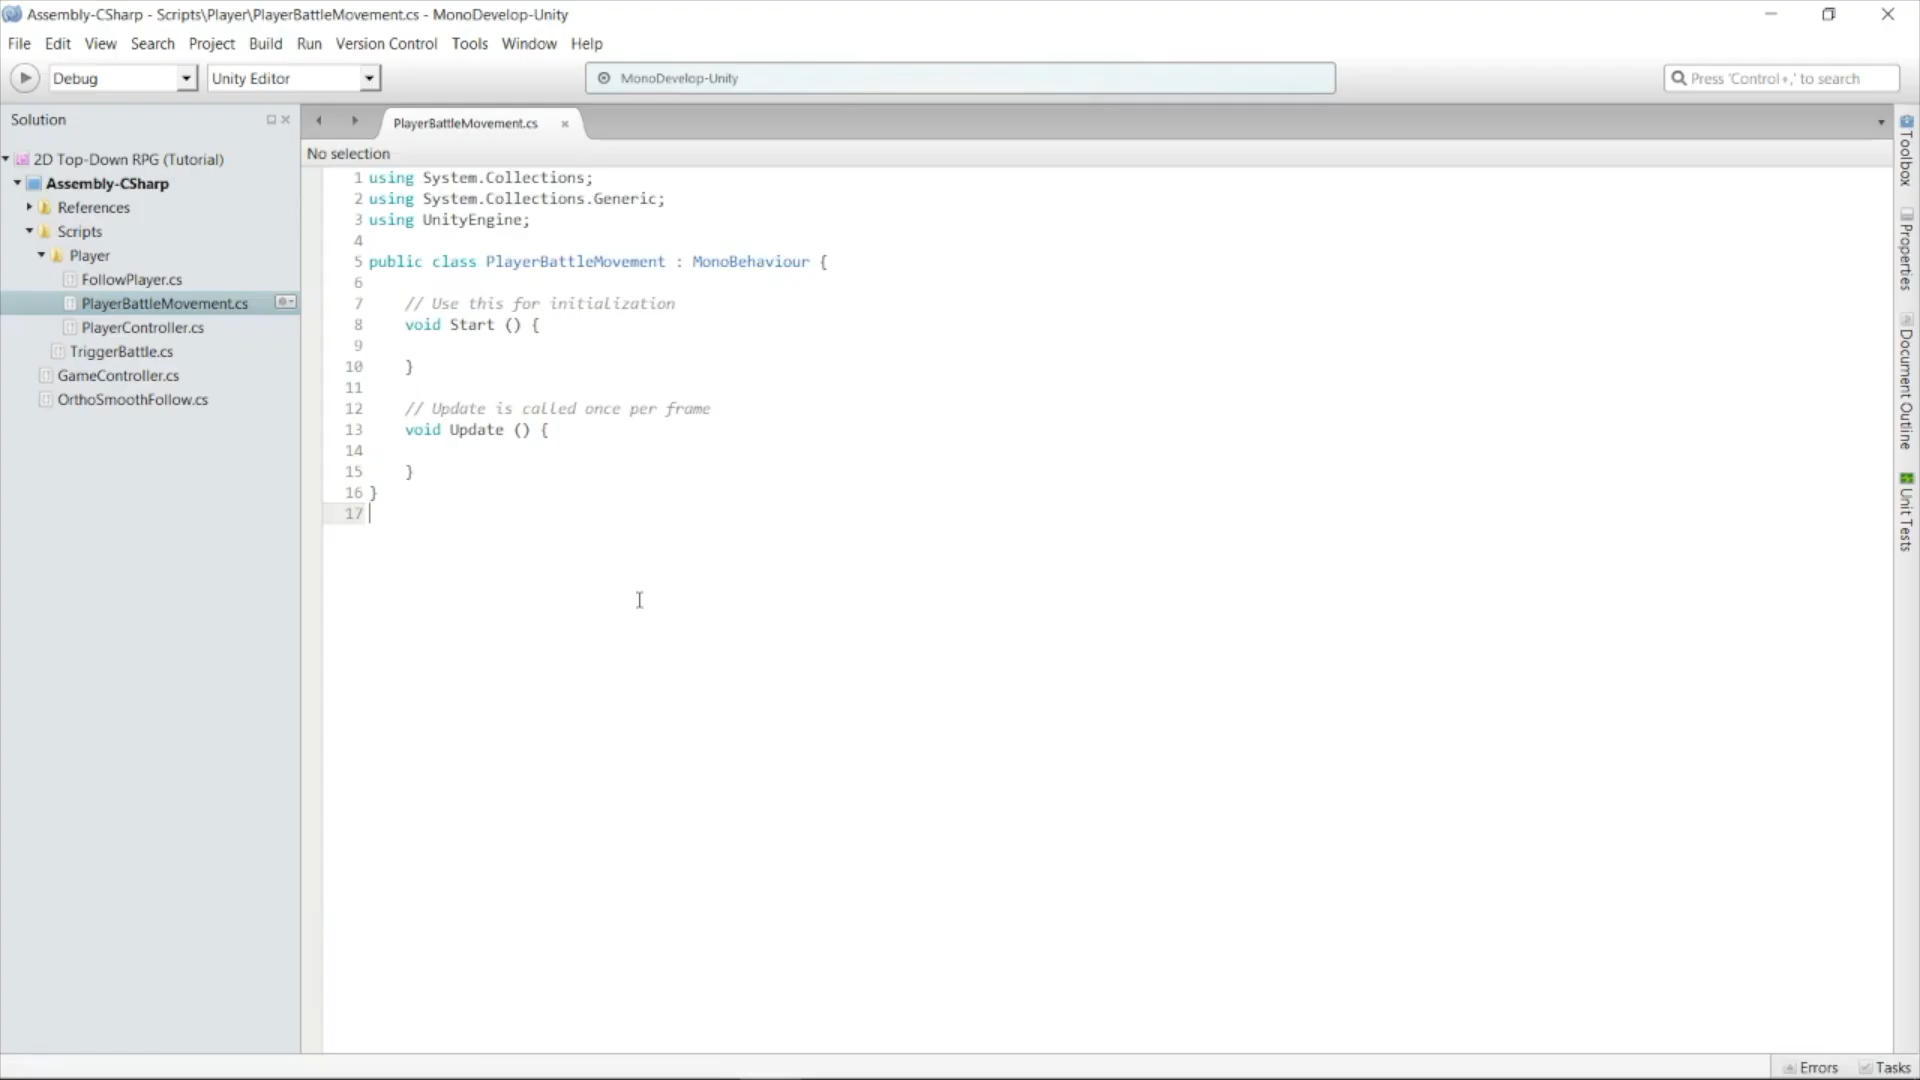 Assembly-CSharp - Scripts\Player\PlayerBattleMovement.cs - MonoDevelop-Unity
File Edit View Search Project Build Run Version Control Tools Window Help
Debug Unity Editor MonoDevelop-Unity Press 'Control+,' to search
Solution
2D Top-Down RPG (Tutorial)
Assembly-CSharp
References
Scripts
Player
FollowPlayer.cs
PlayerBattleMovement.cs
PlayerController.cs
TriggerBattle.cs
GameController.cs
OrthoSmoothFollow.cs
PlayerBattleMovement.cs
No selection
1 using System.Collections;
2 using System.Collections.Generic;
3 using UnityEngine;
4
5 public class PlayerBattleMovement : MonoBehaviour {
6
7 // Use this for initialization
8 void Start () {
9
10 }
11
12 // Update is called once per frame
13 void Update () {
14
15 }
16 }
17
Toolbox
Properties
Document Outline
Unit Tests
Errors Tasks